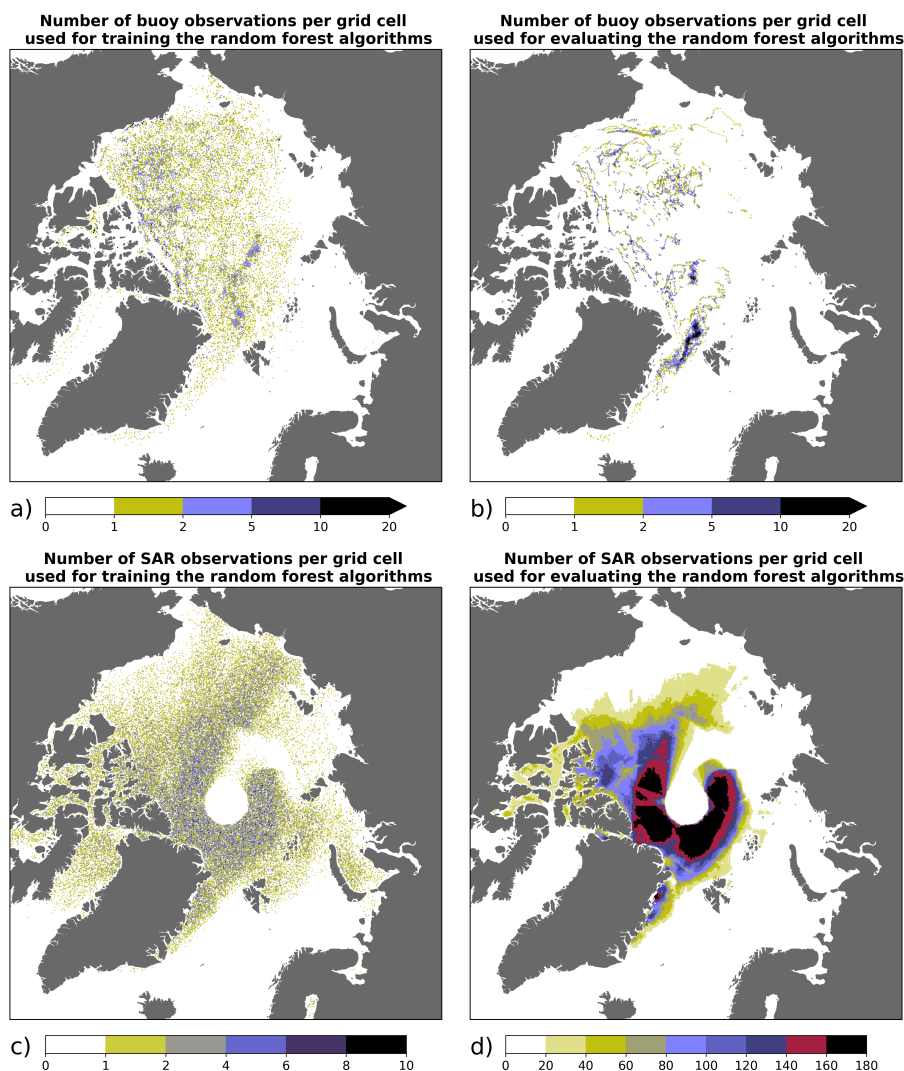 Number of buoy observations per grid cell
used for training the random forest algorithms
Number of buoy observations per grid cell
used for evaluating the random forest algorithms
a)
0 1 2 5 10 20
b)
0 1 2 5 10 20
Number of SAR observations per grid cell
used for training the random forest algorithms
Number of SAR observations per grid cell
used for evaluating the random forest algorithms
c)
0 1 2 4 6 8 10
d)
0 20 40 60 80 100 120 140 160 180